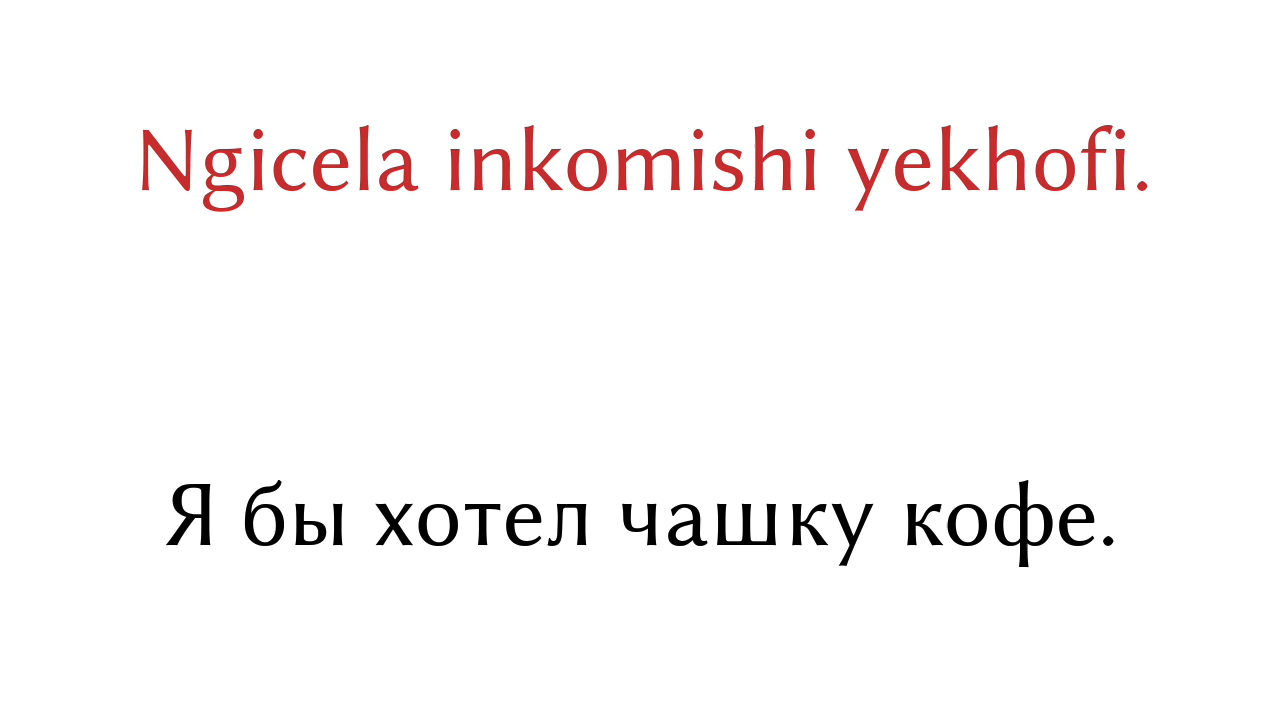 Ngicela inkomishi yekhofi.
Я бы хотел чашку кофе.